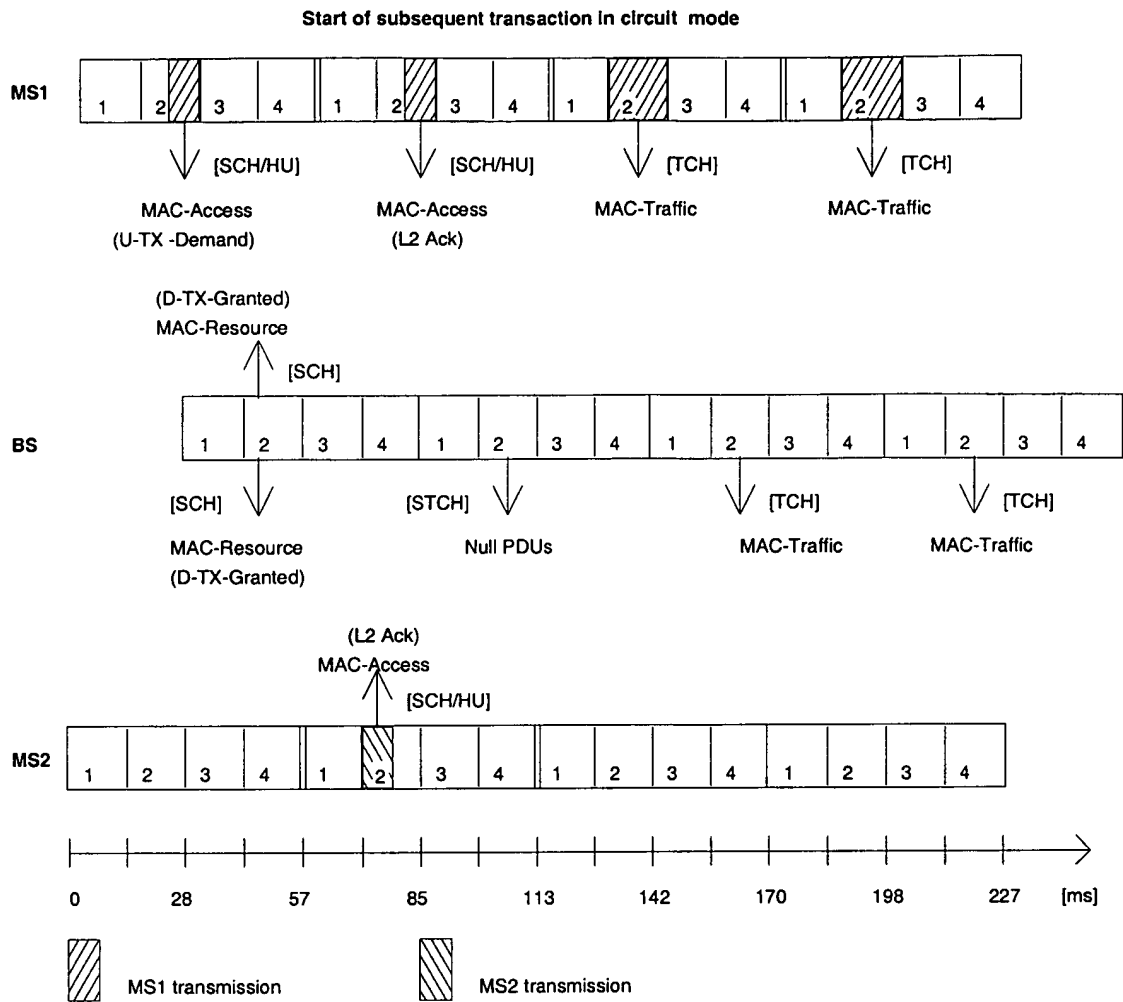 Start of subsequent transaction in circuit mode
MS1
1 2 3 4 1 2 3 4 1 2 3 4 1 2 3 4
[SCH/HU] [SCH/HU] [TCH] [TCH]
MAC-Access MAC-Access MAC-Traffic MAC-Traffic
(U-TX -Demand) (L2 Ack)
(D-TX-Granted)
MAC-Resource
[SCH]
BS
1 2 3 4 1 2 3 4 1 2 3 4 1 2 3 4
[SCH] [STCH] [TCH] [TCH]
MAC-Resource Null PDUs MAC-Traffic MAC-Traffic
(D-TX-Granted)
(L2 Ack)
MAC-Access
[SCH/HU]
MS2
1 2 3 4 1 2 3 4 1 2 3 4 1 2 3 4
0 28 57 85 113 142 170 198 227 [ms]
MS1 transmission MS2 transmission